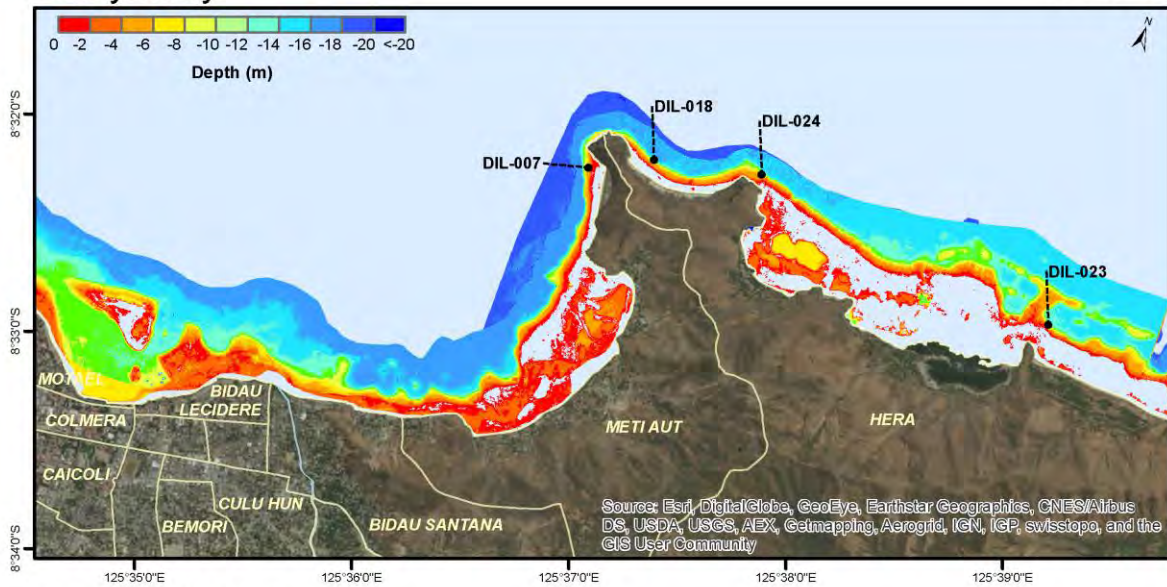 0 -2 -4 -6 -8 -10 -12 -14 -16 -18 -20 <-20
Depth (m)
N
DIL-018
DIL-024
DIL-007
DIL-023
8°32'0"S
8°33'0"S
8°34'0"S
BIDAU
LECIDERE
COLMERA
METI AUT
HERA
CAICOLI
CULU HUN
BEMORI
BIDAU SANTANA
Source: Esri, DigitalGlobe, GeoEye, Earthstar Geographics, CNES/Airbus
DS, USDA, USGS, AEX, Getmapping, Aerogrid, IGN, IGP, swisstopo, and the
GIS User Community
125°35'0"E 125°36'0"E 125°37'0"E 125°38'0"E 125°39'0"E